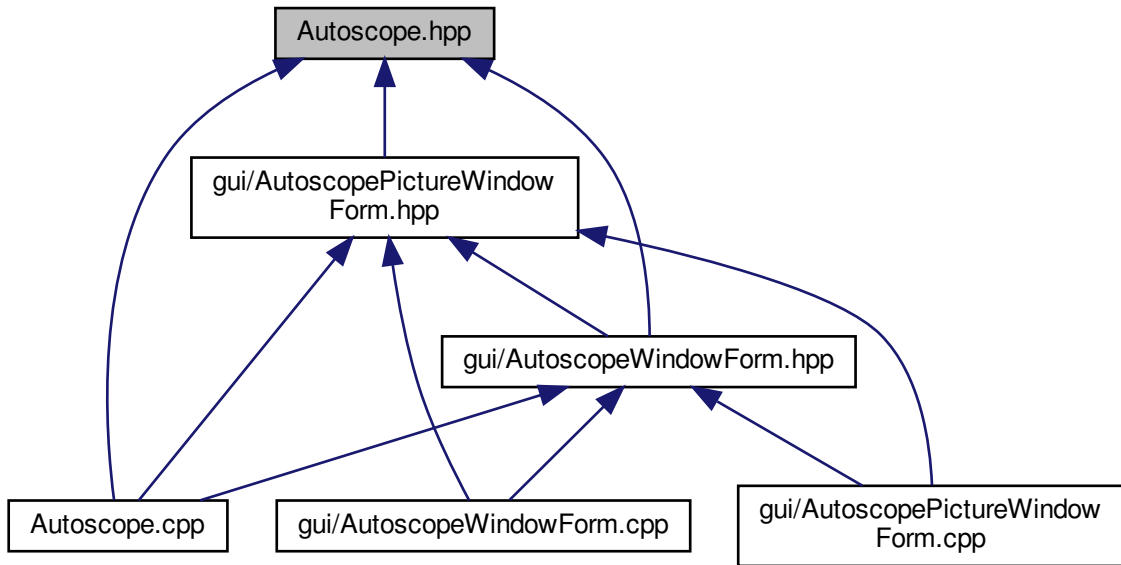 Autoscope.hpp
gui/AutoscopePictureWindow
Form.hpp
gui/AutoscopeWindowForm.hpp
Autoscope.cpp
gui/AutoscopeWindowForm.cpp
gui/AutoscopePictureWindow
Form.cpp